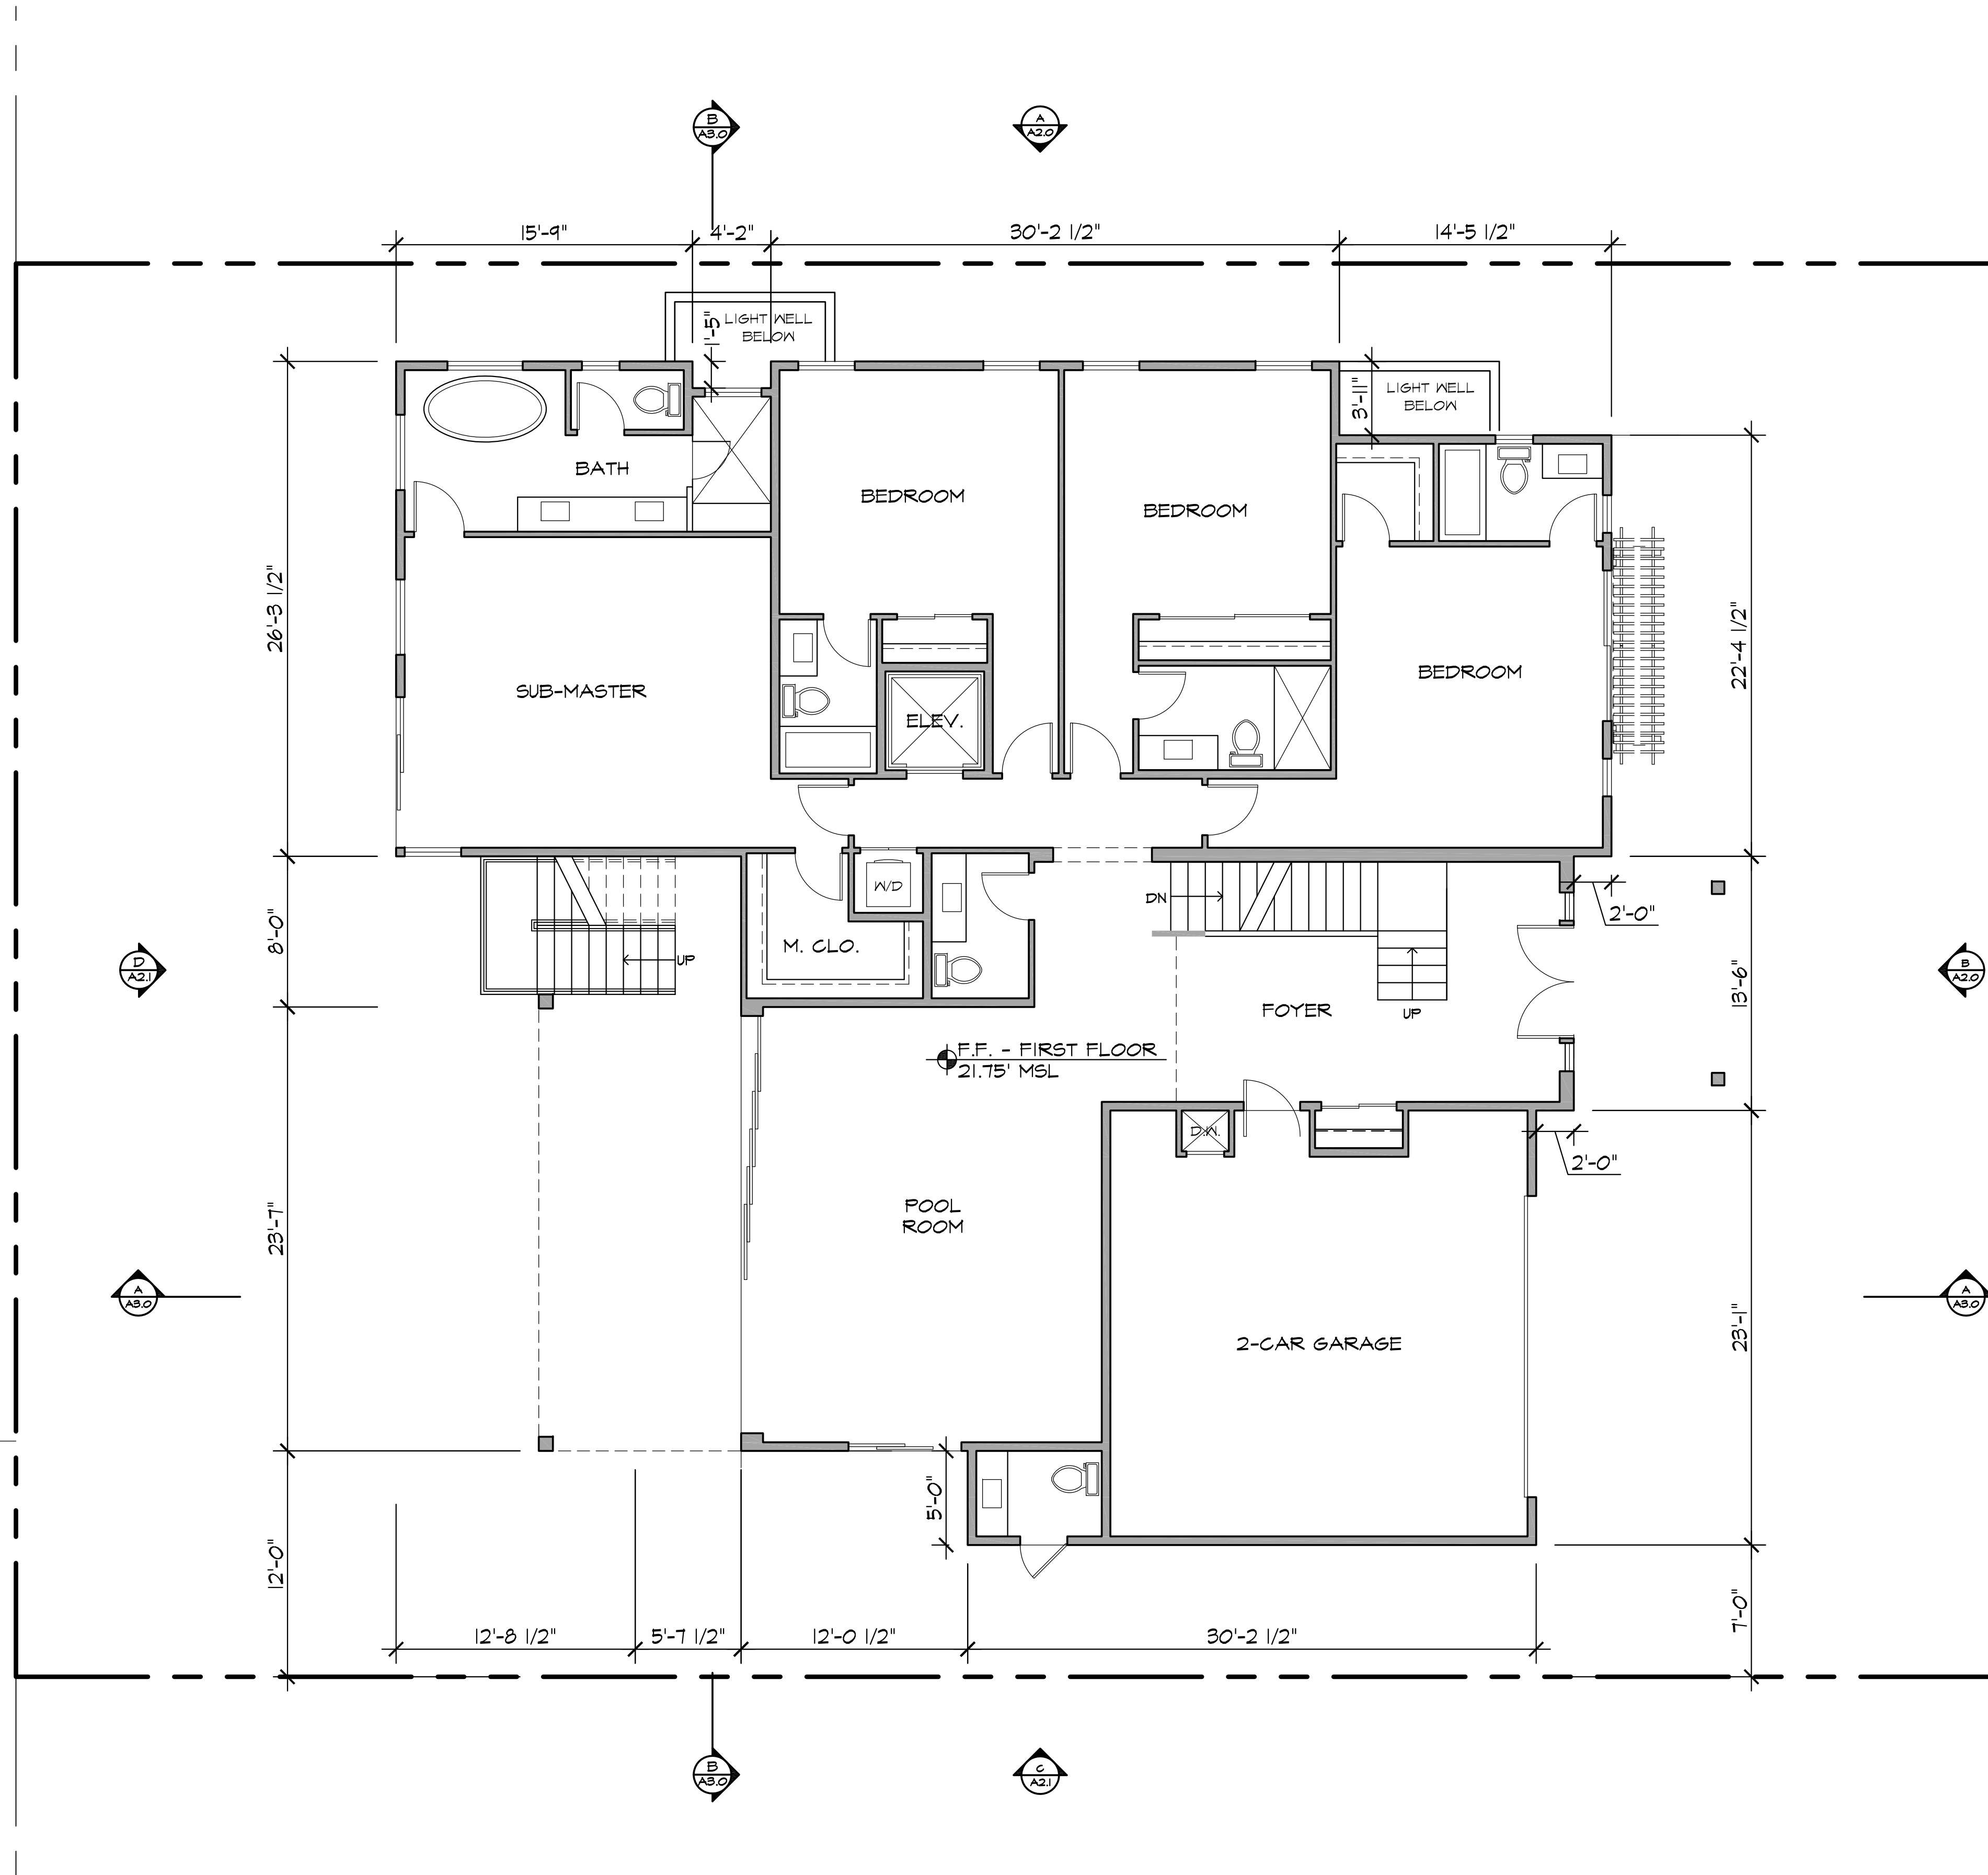 B
A3.0
A
A2.0
15'-9"
4'-2"
30'-2 1/2"
14'-5 1/2"
1'-5"
LIGHT WELL
BELOW
3'-11"
LIGHT WELL
BELOW
BATH
BEDROOM
BEDROOM
26'-3 1/2"
22'-4 1/2"
SUB-MASTER
ELEV.
BEDROOM
W/D
DN
2'-0"
8'-0"
M. CLO.
UP
D
A2.1
B
A2.0
13'-6"
FOYER
UP
F.F. - FIRST FLOOR
21.75' MSL
D.W.
2'-0"
POOL
ROOM
23'-7"
A
A3.0
A
A3.0
2-CAR GARAGE
23'-1"
5'-0"
12'-0"
7'-0"
12'-8 1/2"
5'-7 1/2"
12'-0 1/2"
30'-2 1/2"
B
A3.0
C
A2.1